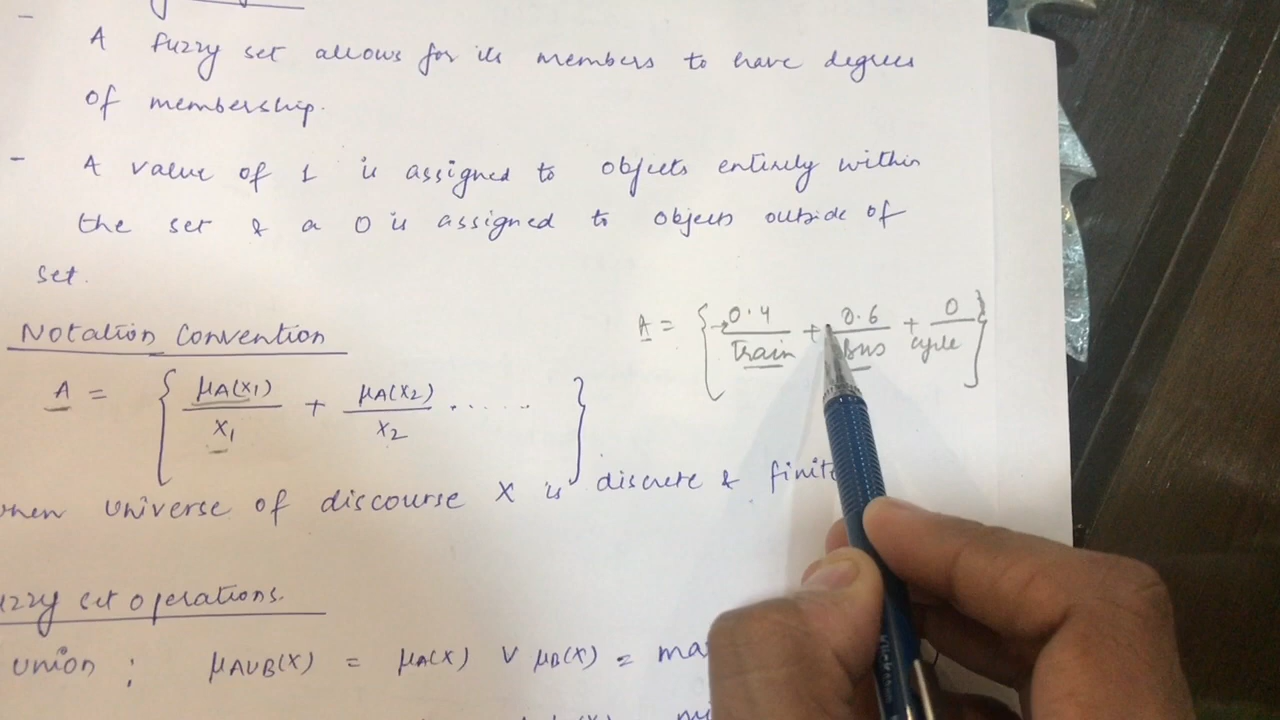 A fuzzy set allows for its members to have degrees
of membership.
- A value of 1 is assigned to objects entirely within
the set & a 0 is assigned to objects outside of
set.
A = { 0.4/Train + 0.6/Bus + 0/cycle }
Notation Convention
A = { μA(x1)/x1 + μA(x2)/x2 ...... }
when universe of discourse X is discrete & finite
set operations.
union : μAUB(x) = μA(x) V μB(x) =